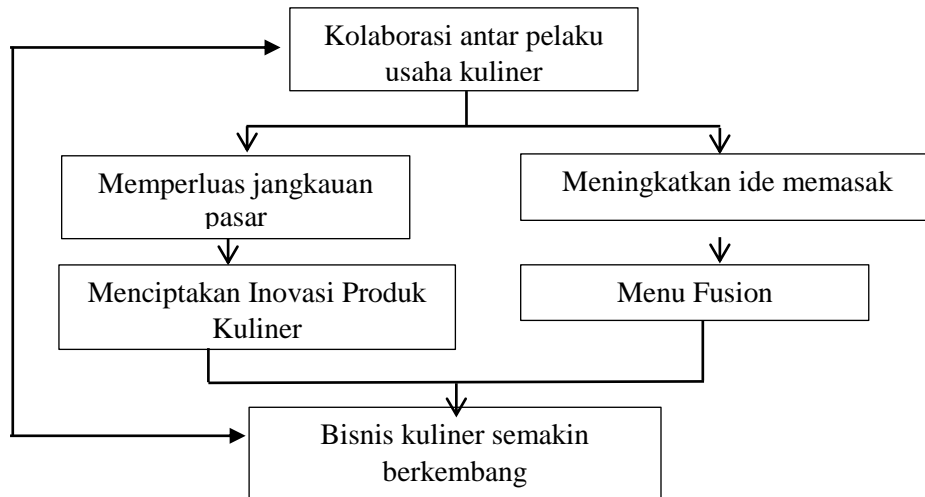 Kolaborasi antar pelaku
usaha kuliner
Memperluas jangkauan
pasar
Meningkatkan ide memasak
Menciptakan Inovasi Produk
Kuliner
Menu Fusion
Bisnis kuliner semakin
berkembang